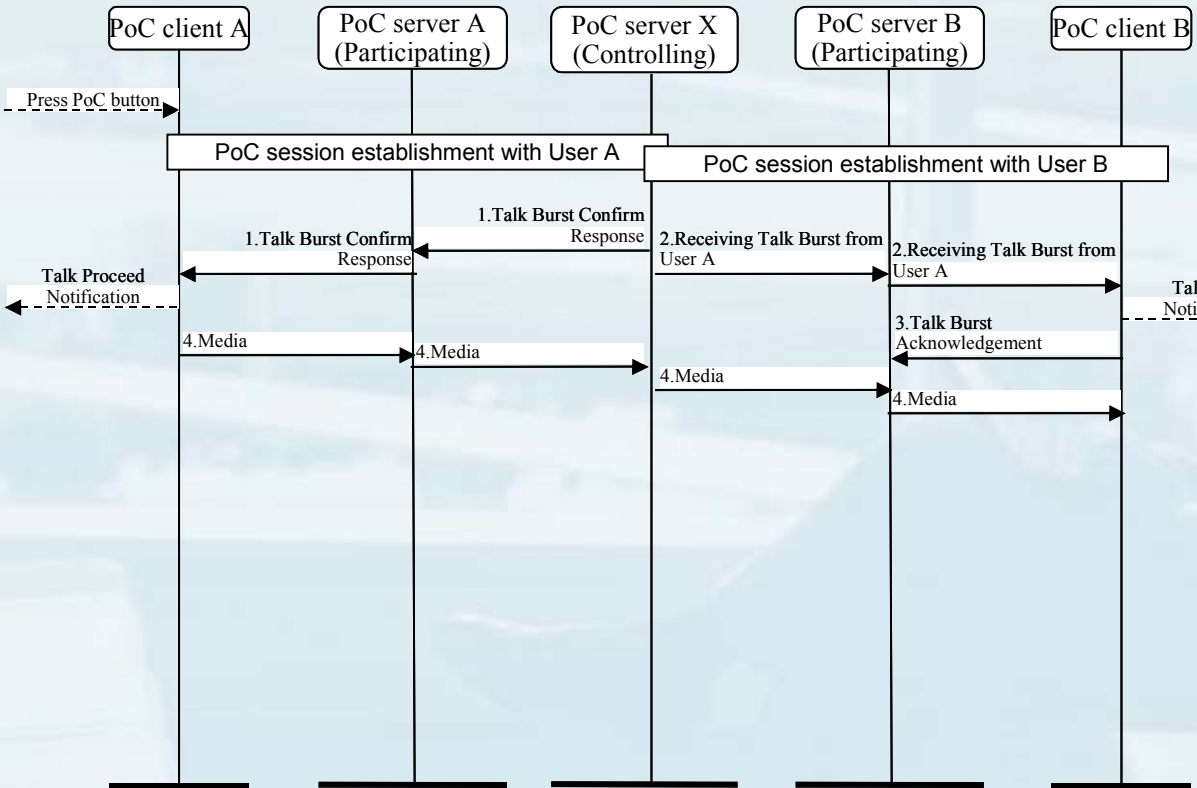 PoC client A
PoC server A
(Participating)
PoC server X
(Controlling)
PoC server B
(Participating)
PoC client B
Press PoC button
PoC session establishment with User A
PoC session establishment with User B
1.Talk Burst Confirm
Response
1.Talk Burst Confirm
Response
2.Receiving Talk Burst from
User A
2.Receiving Talk Burst from
User A
Talk Proceed
Notification
3.Talk Burst
Acknowledgement
4.Media
4.Media
4.Media
4.Media